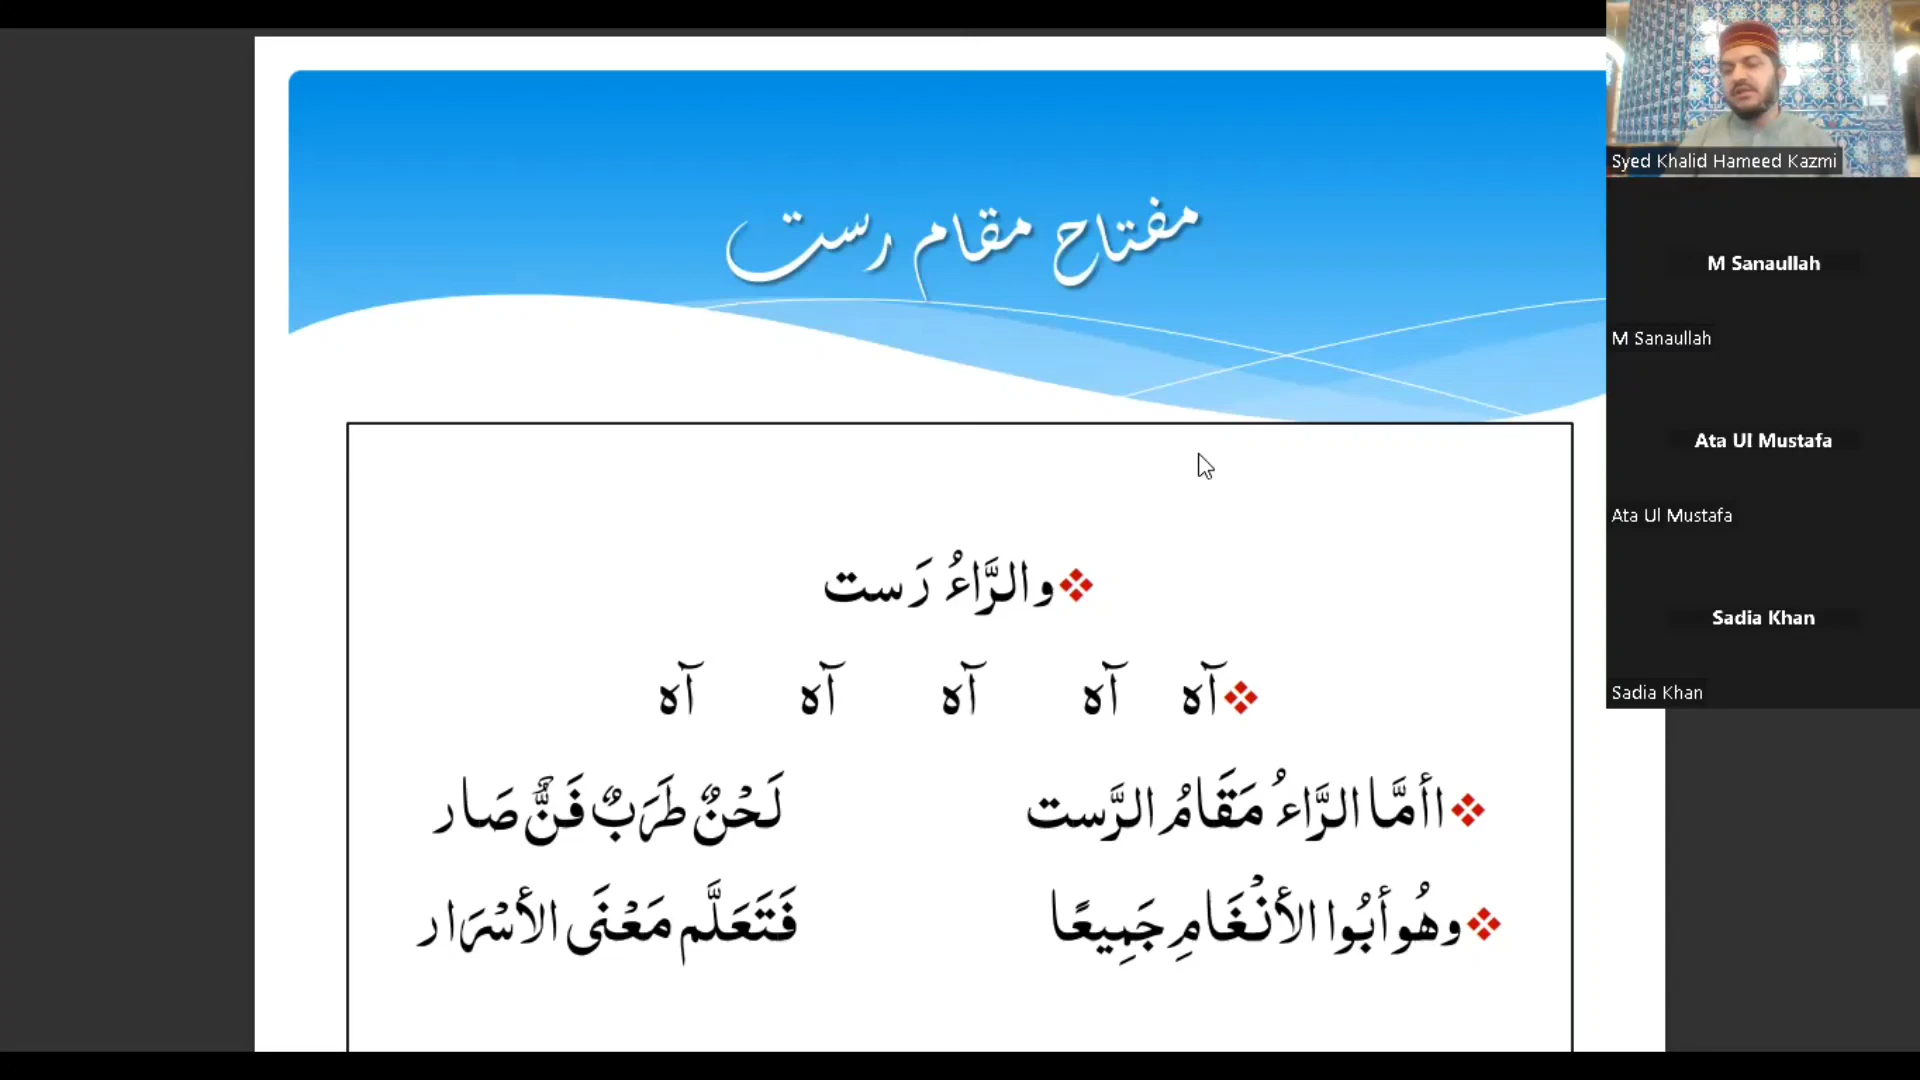 مفتاح مقام رست
والرَّاءُ رَست
آه آه آه آه آه
اأمَّا الرَّاءُ مَقَامُ الرَّست لَحْنٌ طَرَبٌ فَنٌّ صَار
وهُو أبُوا الأنْغَامِ جَمِيعًا فَتَعَلَّم مَعْنَى الأسْرَار
Syed Khalid Hameed Kazmi
M Sanaullah
M Sanaullah
Ata Ul Mustafa
Ata Ul Mustafa
Sadia Khan
Sadia Khan